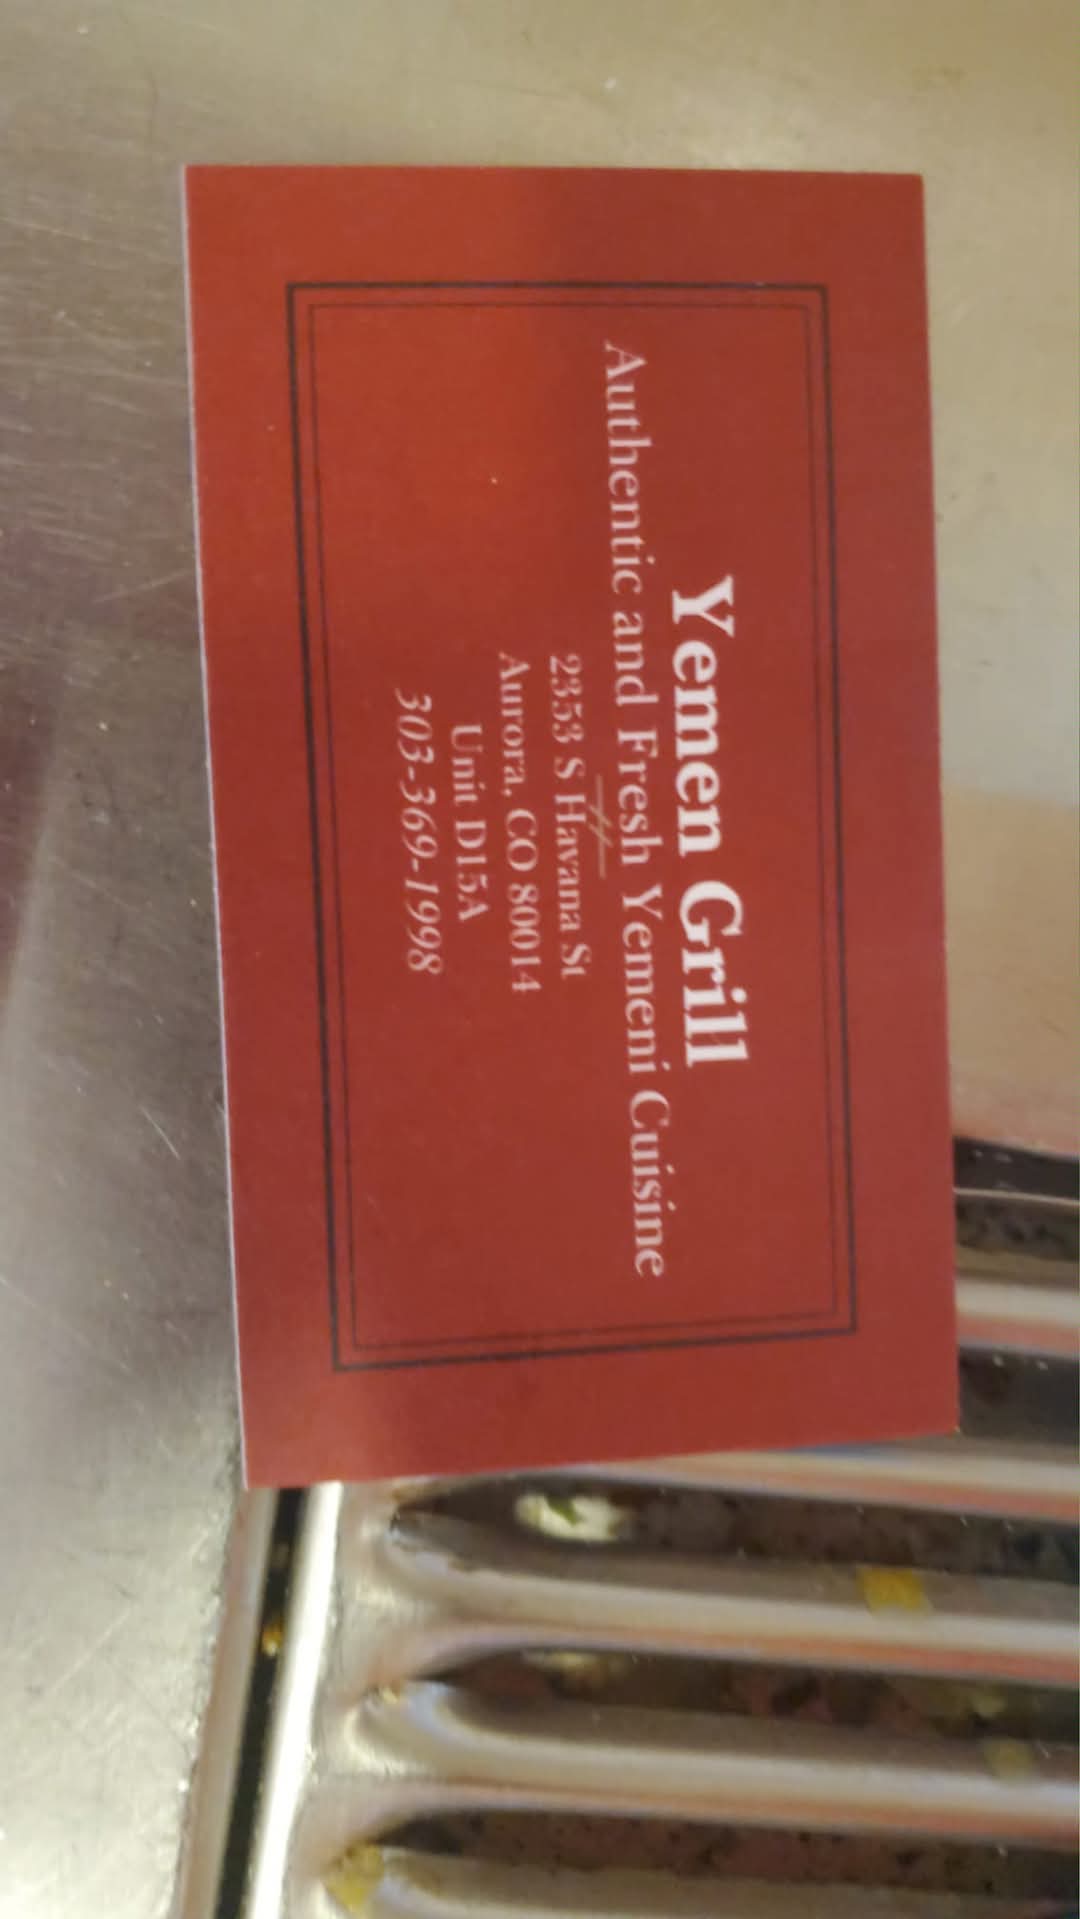 Yemen Grill
Authentic and Fresh Yemeni Cuisine
2353 S Havana St
Aurora, CO 80014
Unit D15A
303-369-1998